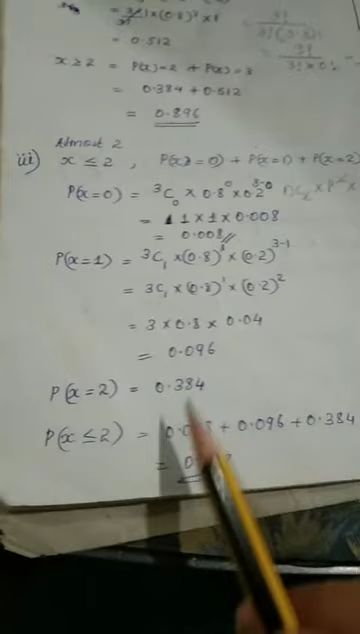 = 0.512
x ≥ 2 = P(x)=2 + P(x)=3
= 0.384 + 0.512
= 0.896
Atmost 2
iii) x ≤ 2 , P(x)=0) + P(x=1) + P(x=2)
P(x=0) = ³C₀ × 0.8⁰ × 0.2³⁻⁰
= 1 × 1 × 0.008
= 0.008//
P(x=1) = ³C₁ × (0.8)¹ × (0.2)³⁻¹
= 3C₁ × (0.8)¹ × (0.2)²
= 3 × 0.8 × 0.04
= 0.096
P(x=2) = 0.384
P(x ≤ 2) = + 0.096 + 0.384
=